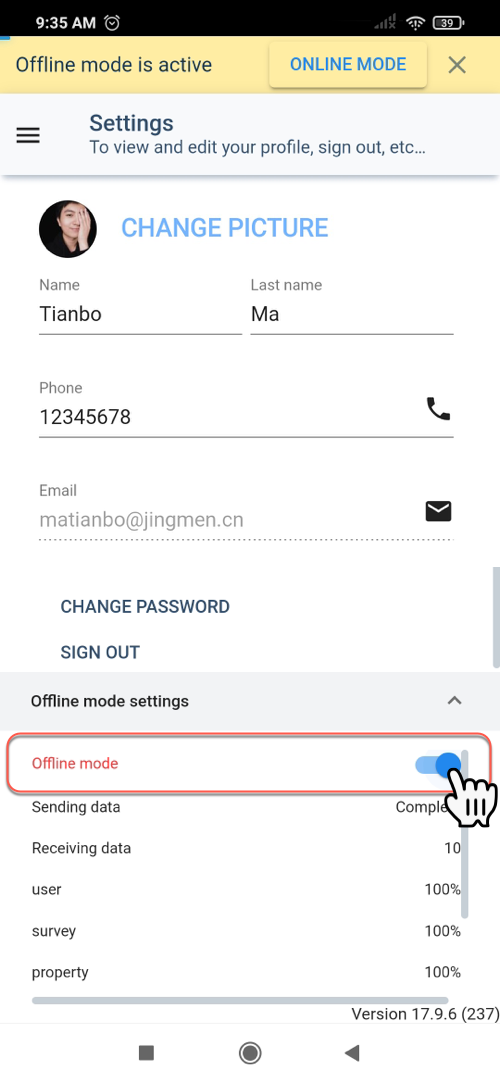 9:35 AM
39
Offline mode is active
ONLINE MODE
Settings
To view and edit your profile, sign out, etc...
CHANGE PICTURE
Name
Last name
Tianbo
Ma
Phone
12345678
Email
matianbo@jingmen.cn
CHANGE PASSWORD
SIGN OUT
Offline mode settings
Offline mode
Sending data
Receiving data
10
user
100%
survey
100%
property
100%
Version 17.9.6 (237)